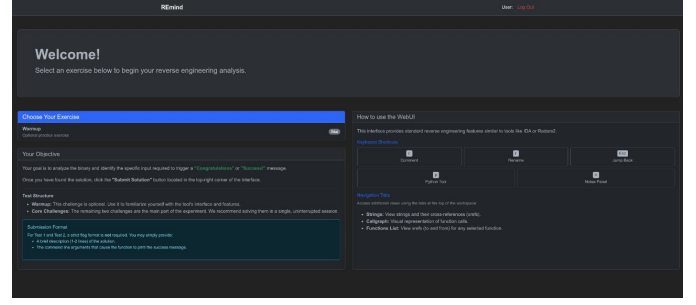 REmind
User: Log Out
Welcome!
Select an exercise below to begin your reverse engineering analysis.
Choose Your Exercise
Warmup
Optional practice exercise
Your Objective
Your goal is to analyze the binary and identify the specific input required to trigger a "Congratulations" or "Success!" message.
Once you have found the solution, click the "Submit Solution" button located in the top-right corner of the interface.
Test Structure:
• Warmup: This challenge is optional. Use it to familiarize yourself with the tool's interface and features.
• Core Challenges: The remaining two challenges are the main part of the experiment. We recommend solving them in a single, uninterrupted session.
Submission Format
For Test 1 and Test 2, a strict flag format is not required. You may simply provide:
• A brief description (1-2 lines) of the solution.
• The command line arguments that cause the function to print the success message.
How to use the WebUI
This interface provides standard reverse engineering features similar to tools like IDA or Radare2.
Keyboard Shortcuts
Comment
Rename
Jump Back
Python Tool
Notes Panel
Navigation Tabs
Access additional views using the tabs at the top of the workspace.
• Strings: View strings and their cross-references (xrefs).
• Callgraph: Visual representation of function calls.
• Functions List: View xrefs (to and from) for any selected function.